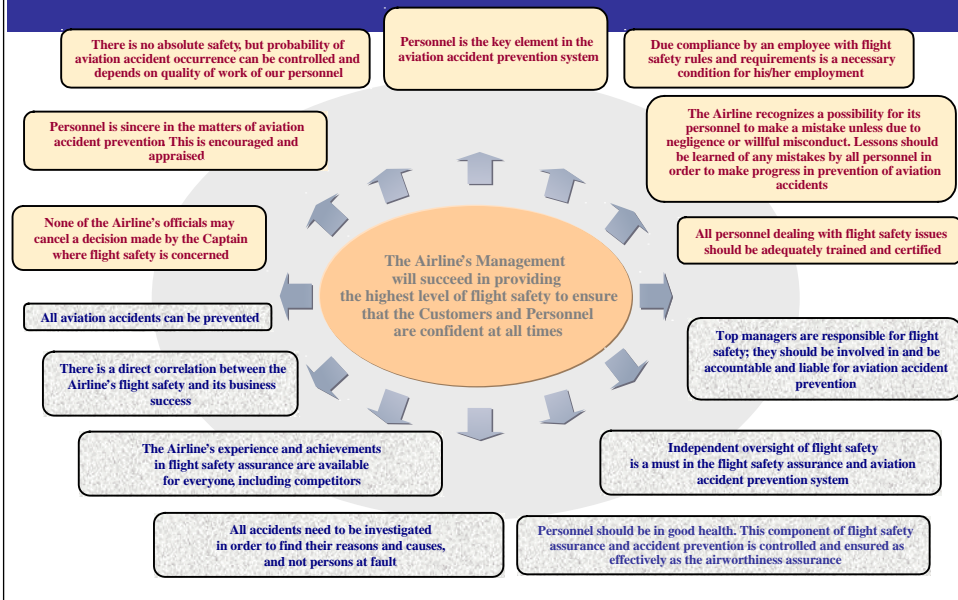 There is no absolute safety, but probability of
aviation accident occurrence can be controlled and
depends on quality of work of our personnel
Personnel is the key element in the
aviation accident prevention system
Due compliance by an employee with flight
safety rules and requirements is a necessary
condition for his/her employment
Personnel is sincere in the matters of aviation
accident prevention This is encouraged and
appraised
The Airline recognizes a possibility for its
personnel to make a mistake unless due to
negligence or willful misconduct. Lessons should
be learned of any mistakes by all personnel in
order to make progress in prevention of aviation
accidents
None of the Airline's officials may
cancel a decision made by the Captain
where flight safety is concerned
All personnel dealing with flight safety issues
should be adequately trained and certified
The Airline's Management
will succeed in providing
the highest level of flight safety to ensure
that the Customers and Personnel
are confident at all times
All aviation accidents can be prevented
Top managers are responsible for flight
safety; they should be involved in and be
accountable and liable for aviation accident
prevention
There is a direct correlation between the
Airline's flight safety and its business
success
The Airline's experience and achievements
in flight safety assurance are available
for everyone, including competitors
Independent oversight of flight safety
is a must in the flight safety assurance and aviation
accident prevention system
All accidents need to be investigated
in order to find their reasons and causes,
and not persons at fault
Personnel should be in good health. This component of flight safety
assurance and accident prevention is controlled and ensured as
effectively as the airworthiness assurance